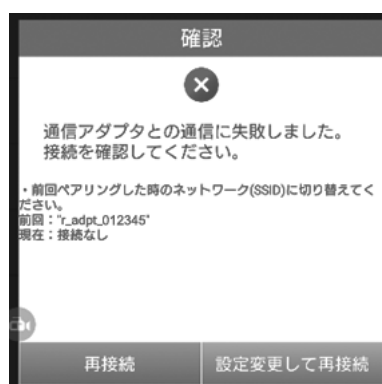 確認
通信アダプタとの通信に失敗しました。
接続を確認してください。
・前回ペアリングした時のネットワーク(SSID)に切り替えてく
ださい。
前回："r_adpt_012345"
現在：接続なし
再接続
設定変更して再接続